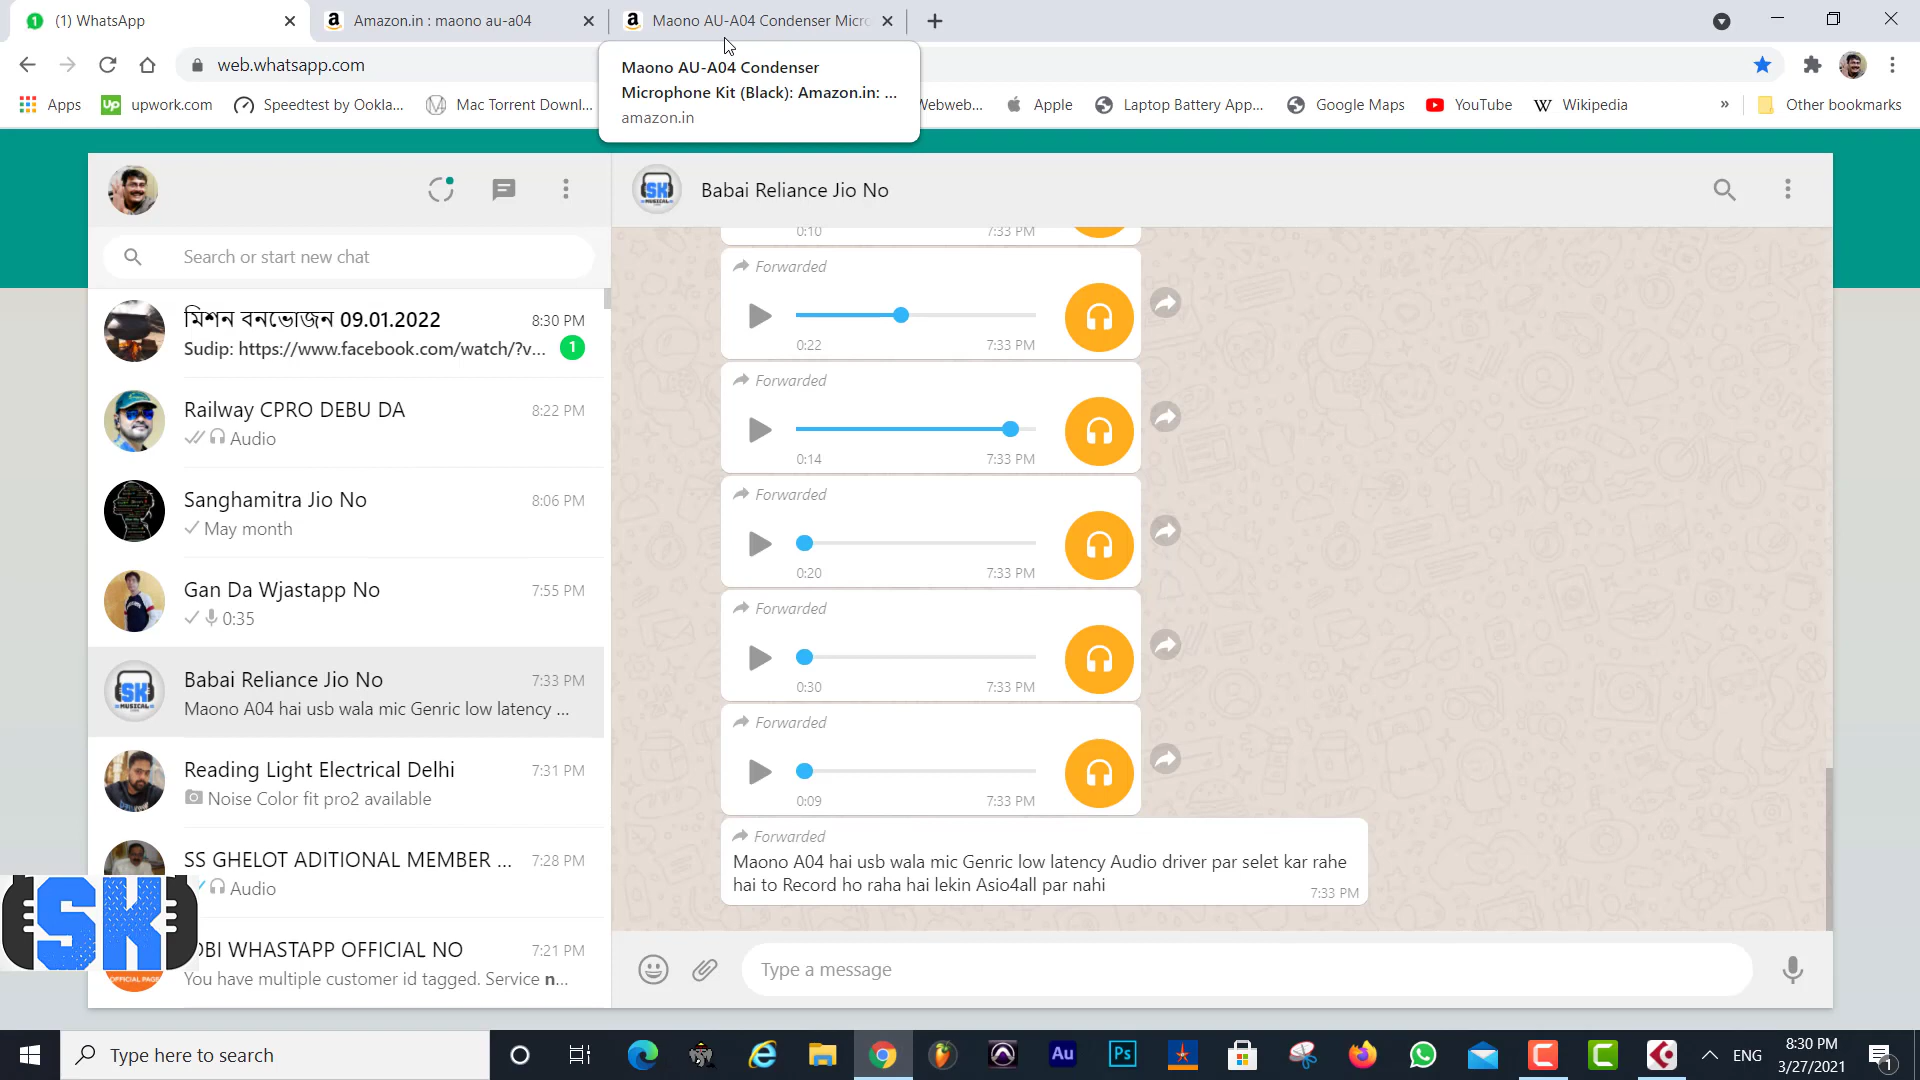 (1) WhatsApp
Amazon.in : maono au-a04
Maono AU-A04 Condenser Micro
web.whatsapp.com
Maono AU-A04 Condenser
Microphone Kit (Black): Amazon.in: ...
amazon.in
Apps
upwork.com
Speedtest by Ookla...
Mac Torrent Downl...
Webweb...
Apple
Laptop Battery App...
Google Maps
YouTube
Wikipedia
»
Other bookmarks
Search or start new chat
মিশন বনভোজন 09.01.2022
8:30 PM
Sudip: https://www.facebook.com/watch/?v...
1
Railway CPRO DEBU DA
8:22 PM
Audio
Sanghamitra Jio No
8:06 PM
May month
Gan Da Wjastapp No
7:55 PM
0:35
Babai Reliance Jio No
7:33 PM
Maono A04 hai usb wala mic Genric low latency ...
Reading Light Electrical Delhi
7:31 PM
Noise Color fit pro2 available
SS GHELOT ADITIONAL MEMBER ...
7:28 PM
Audio
BI WHASTAPP OFFICIAL NO
7:21 PM
You have multiple customer id tagged. Service n...
SK
OFFICIAL PAGE
Babai Reliance Jio No
0:10
7:33 PM
Forwarded
0:22
7:33 PM
Forwarded
0:14
7:33 PM
Forwarded
0:20
7:33 PM
Forwarded
0:30
7:33 PM
Forwarded
0:09
7:33 PM
Forwarded
Maono A04 hai usb wala mic Genric low latency Audio driver par selet kar rahe
hai to Record ho raha hai lekin Asio4all par nahi
7:33 PM
Type a message
Type here to search
Au
Ps
ENG
8:30 PM
3/27/2021
1